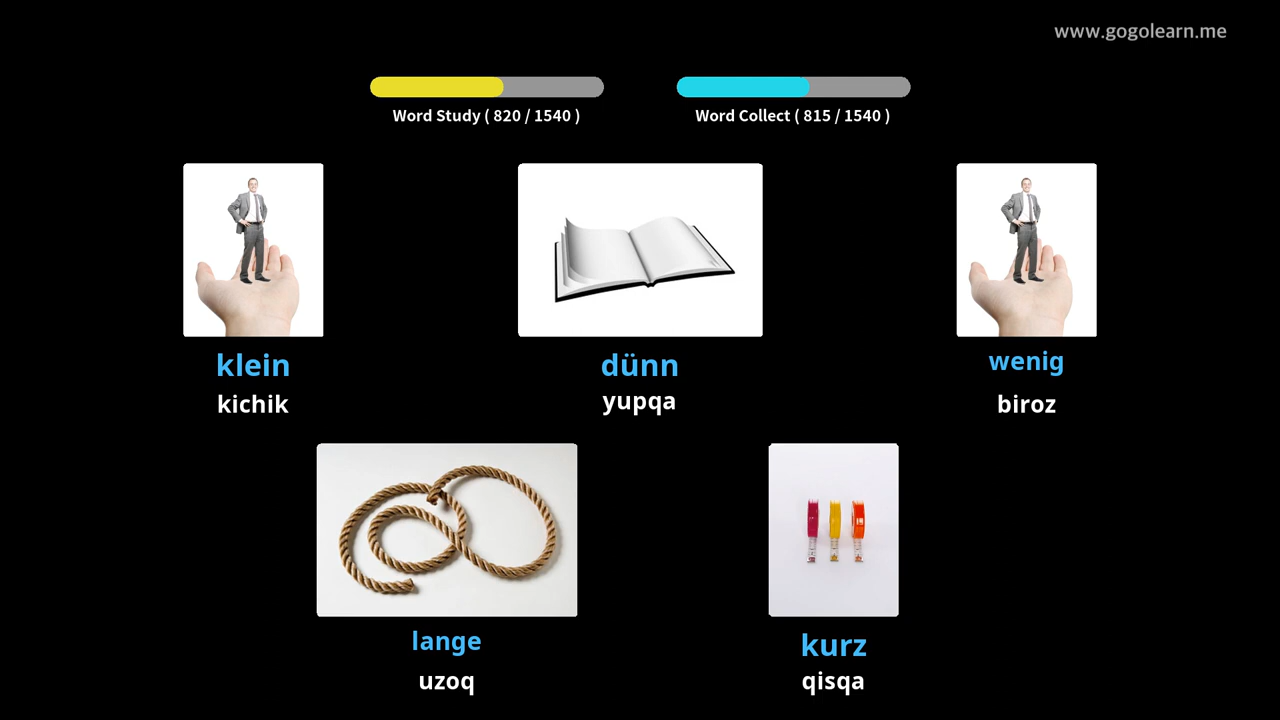 www.gogolearn.me
Word Study ( 820 / 1540 )
Word Collect ( 815 / 1540 )
klein
kichik
dünn
yupqa
wenig
biroz
lange
uzoq
kurz
qisqa